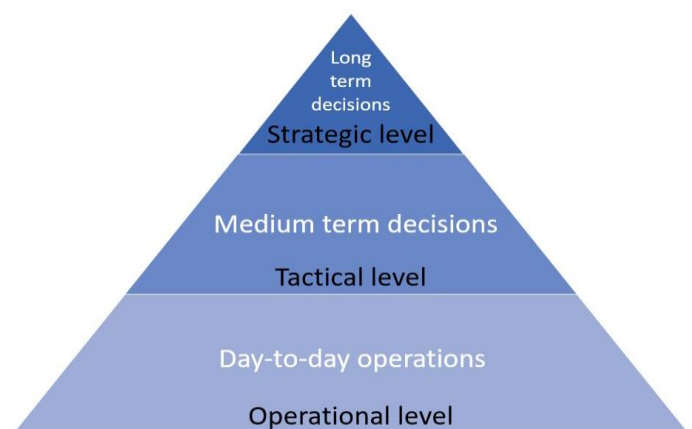 Long
term
decisions
Strategic level
Medium term decisions
Tactical level
Day-to-day operations
Operational level